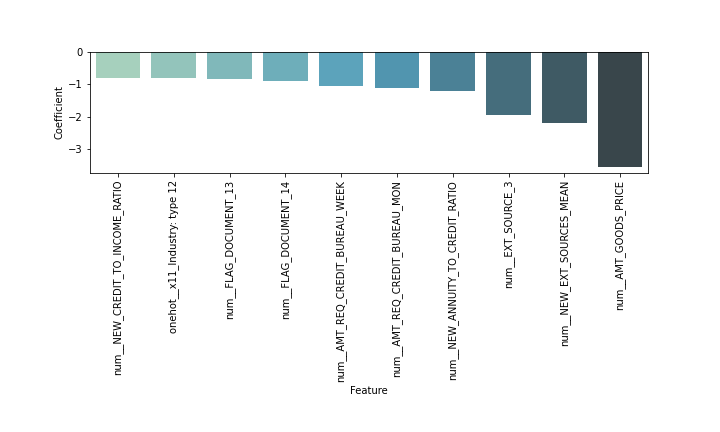 0
−1
−2
−3
Coefficient
num__NEW_CREDIT_TO_INCOME_RATIO
onehot__x11_Industry: type 12
num__FLAG_DOCUMENT_13
num__FLAG_DOCUMENT_14
num__AMT_REQ_CREDIT_BUREAU_WEEK
num__AMT_REQ_CREDIT_BUREAU_MON
num__NEW_ANNUITY_TO_CREDIT_RATIO
num__EXT_SOURCE_3
num__NEW_EXT_SOURCES_MEAN
num__AMT_GOODS_PRICE
Feature